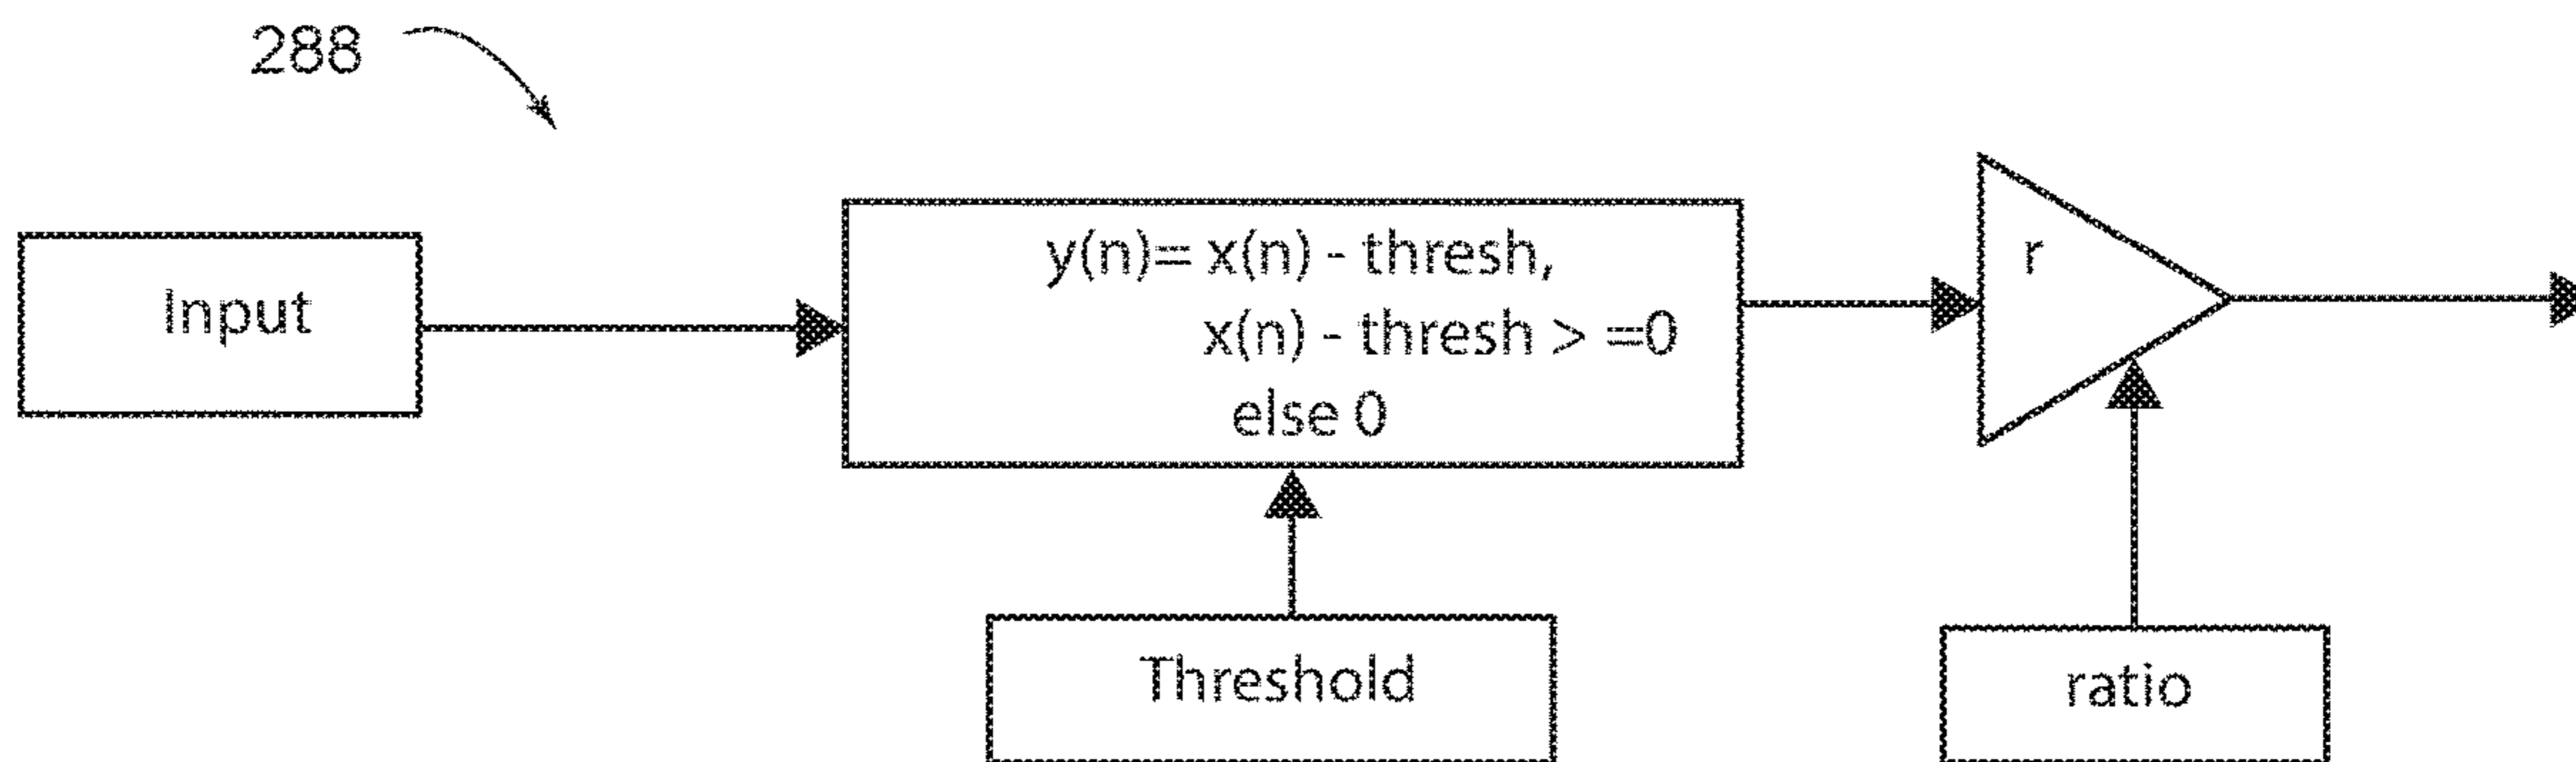 288
Input
y(n)= x(n) - thresh,
x(n) - thresh > =0
else 0
r
Threshold
ratio